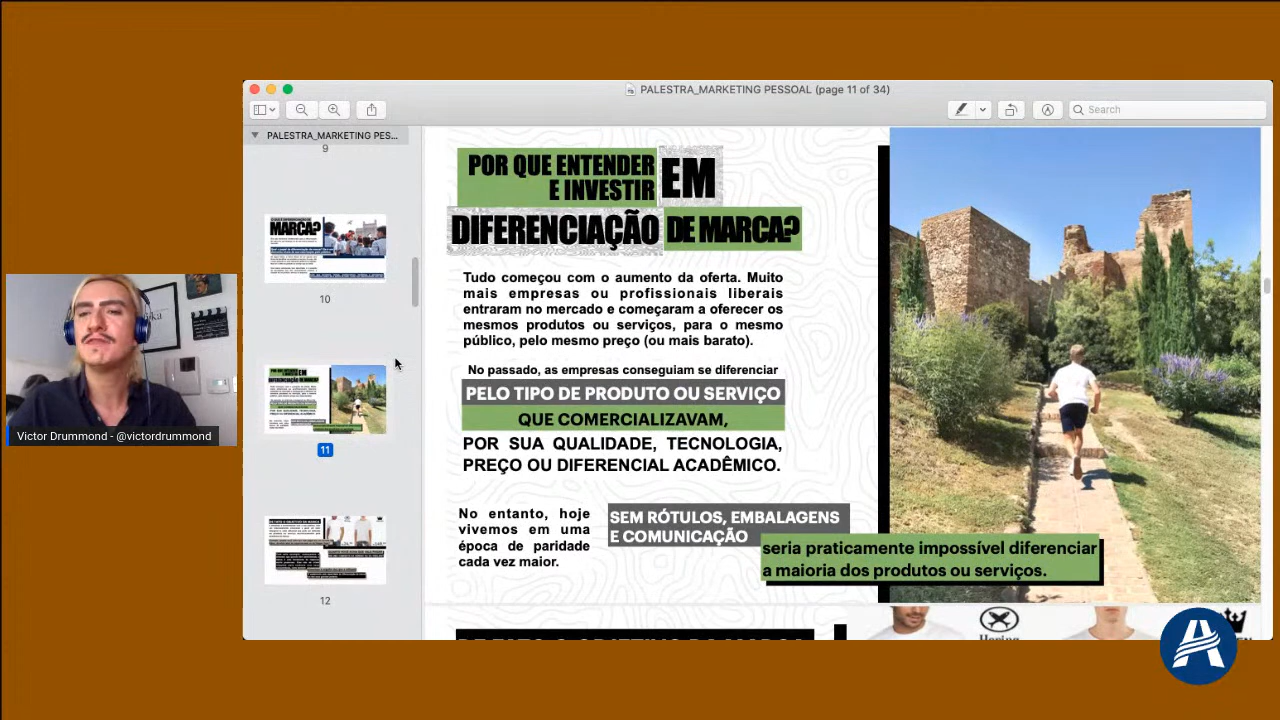 PALESTRA_MARKETING PESSOAL (page 11 of 34)
Search
PALESTRA_MARKETING PES...
9
MARCA?
10
11
12
POR QUE ENTENDER
E INVESTIR EM
DIFERENCIAÇÃO DE MARCA?
Tudo começou com o aumento da oferta. Muito
mais empresas ou profissionais liberais
entraram no mercado e começaram a oferecer os
mesmos produtos ou serviços, para o mesmo
público, pelo mesmo preço (ou mais barato).
No passado, as empresas conseguiam se diferenciar
PELO TIPO DE PRODUTO OU SERVIÇO
QUE COMERCIALIZAVAM,
POR SUA QUALIDADE, TECNOLOGIA,
PREÇO OU DIFERENCIAL ACADÊMICO.
No entanto, hoje
vivemos em uma
época de paridade
cada vez maior.
SEM RÓTULOS, EMBALAGENS
E COMUNICAÇÃO
seria praticamente impossível diferenciar
a maioria dos produtos ou serviços.
Victor Drummond - @victordrummond